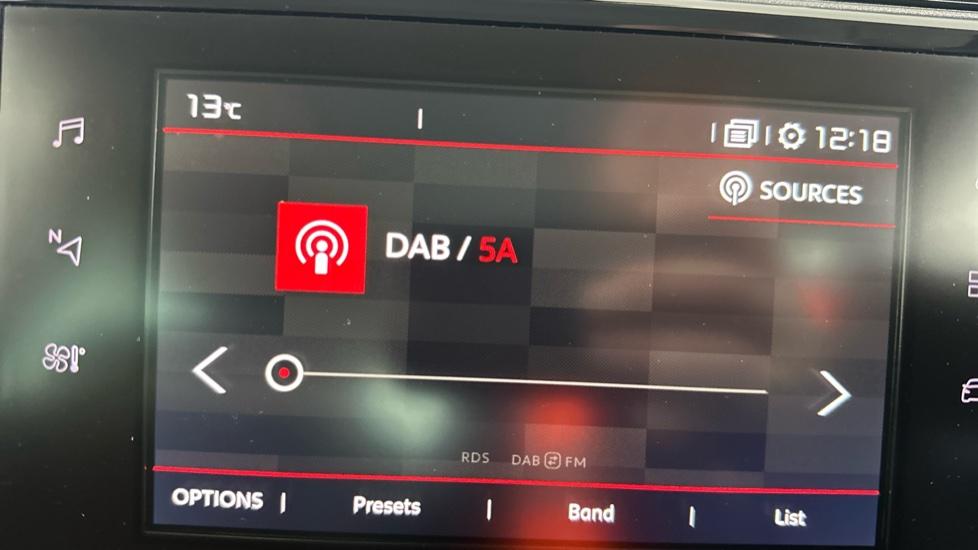 13°C
12:18
SOURCES
N
DAB / 5A
RDS DAB FM
OPTIONS | Presets | Band | List